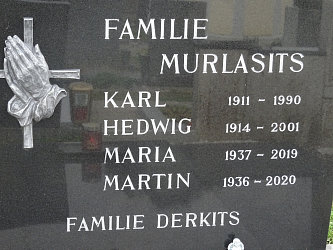 FAMILIE
MURLASITS
KARL 1911 - 1990
HEDWIG 1914 - 2001
MARIA 1937 - 2019
MARTIN 1936 - 2020
FAMILIE DERKITS